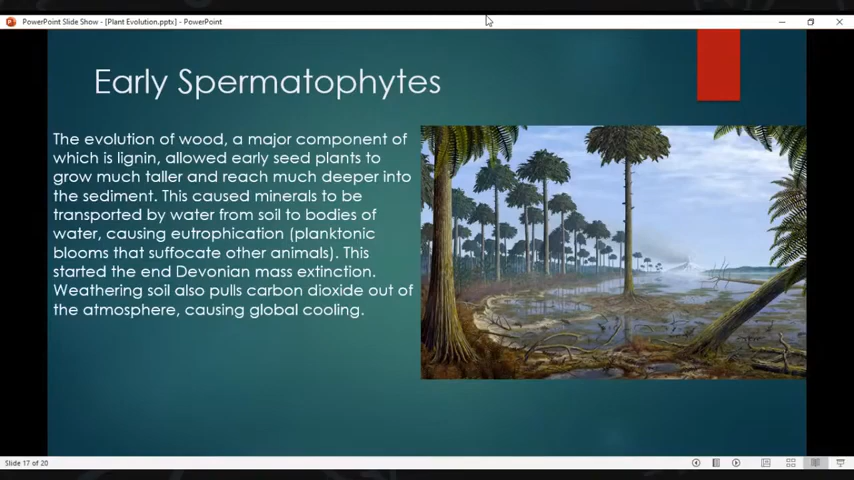 PowerPoint Slide Show - [Plant Evolution.pptx] - PowerPoint
Early Spermatophytes
The evolution of wood, a major component of
which is lignin, allowed early seed plants to
grow much taller and reach much deeper into
the sediment. This caused minerals to be
transported by water from soil to bodies of
water, causing eutrophication (planktonic
blooms that suffocate other animals). This
started the end Devonian mass extinction.
Weathering soil also pulls carbon dioxide out of
the atmosphere, causing global cooling.
Slide 17 of 20